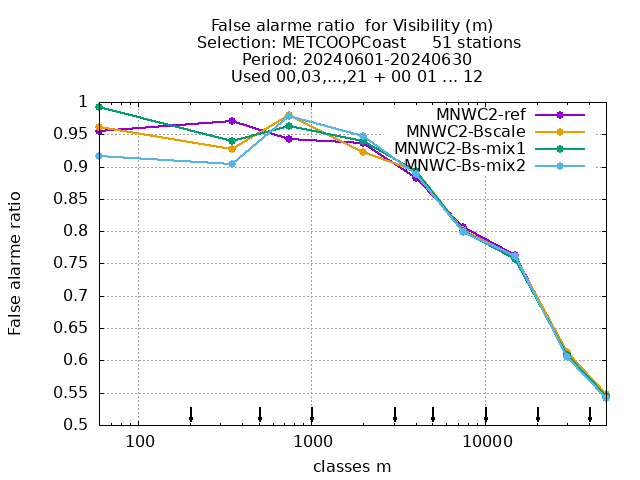 False alarme ratio  for Visibility (m)
Selection: METCOOPCoast     51 stations
Period: 20240601-20240630
Used 00,03,...,21 + 00 01 ... 12
MNWC2-ref
MNWC2-Bscale
MNWC2-Bs-mix1
MNWC-Bs-mix2
False alarme ratio
1
0.95
0.9
0.85
0.8
0.75
0.7
0.65
0.6
0.55
0.5
100
1000
10000
classes m